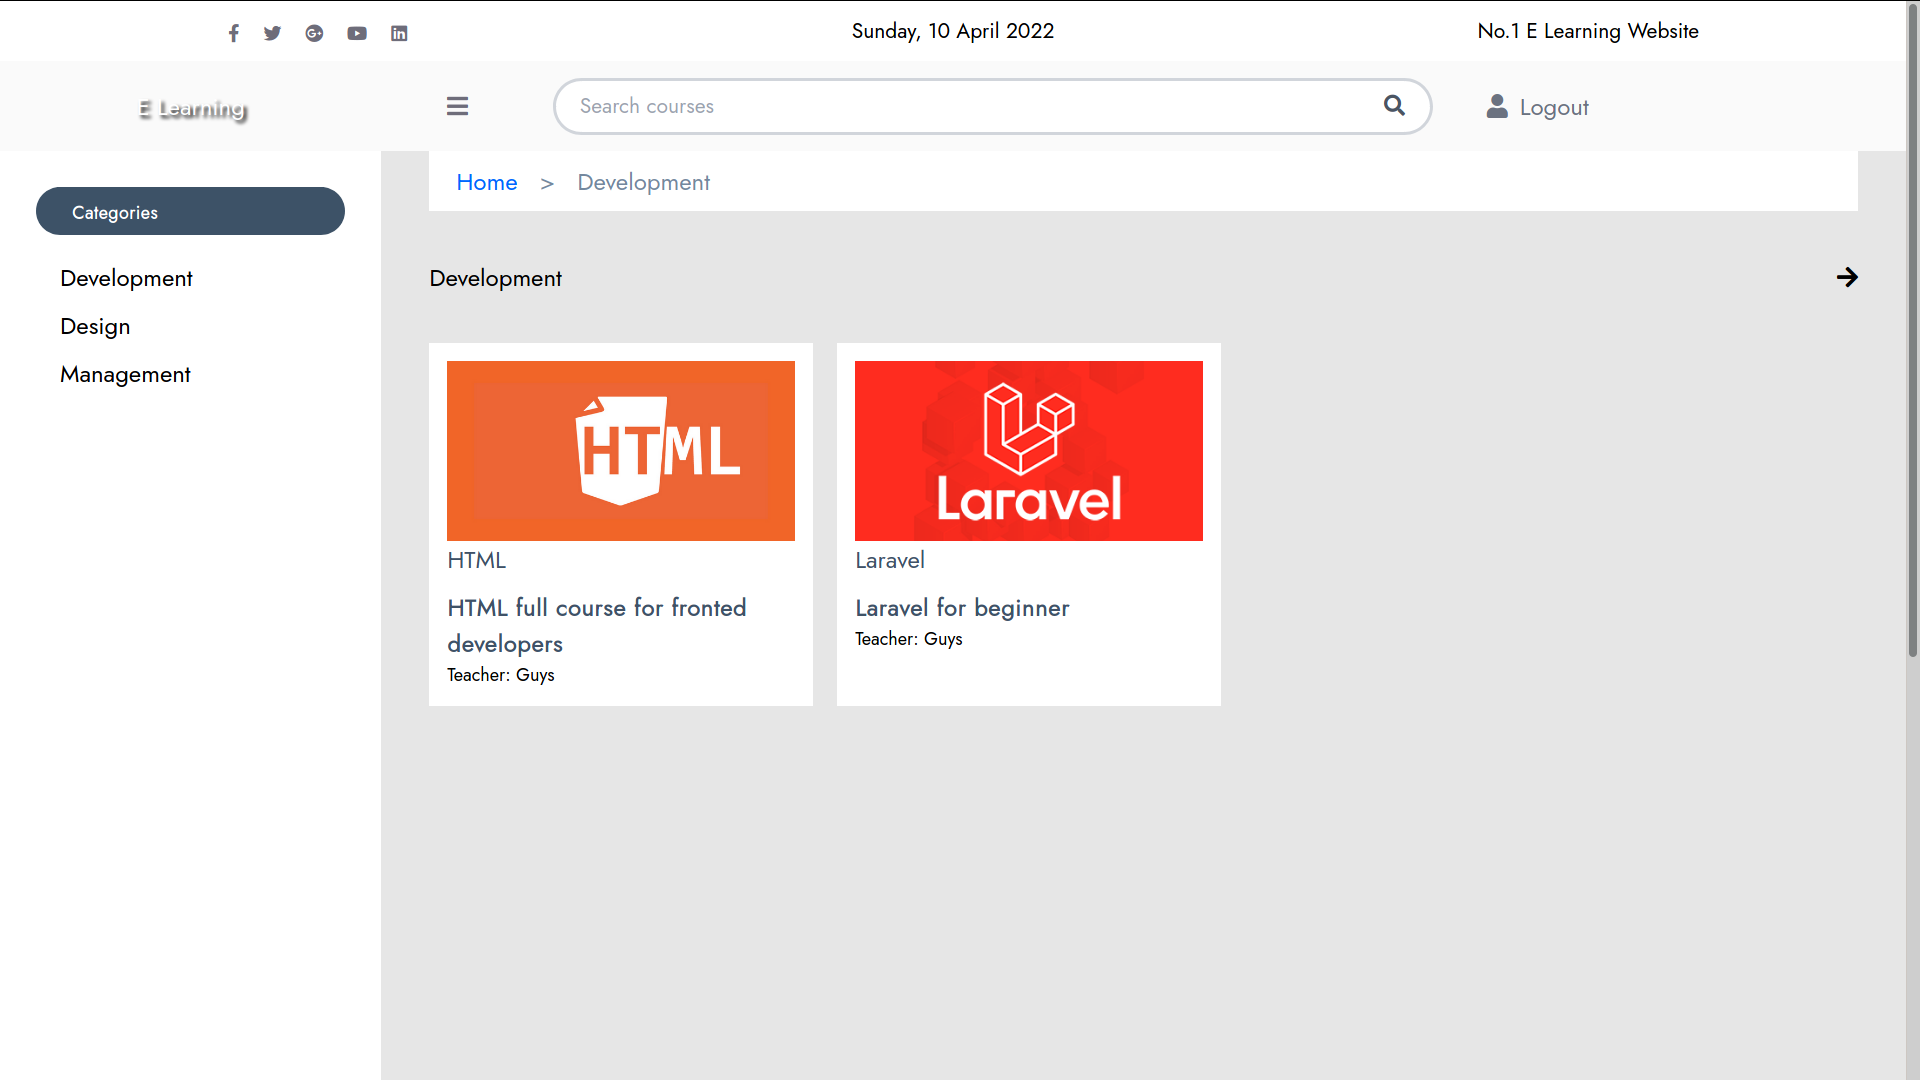 Sunday, 10 April 2022
No.1 E Learning Website
E Learning
Search courses
Logout
Categories
Development
Design
Management
Home > Development
Development
HTML
HTML
HTML full course for fronted
developers
Teacher: Guys
Laravel
Laravel
Laravel for beginner
Teacher: Guys